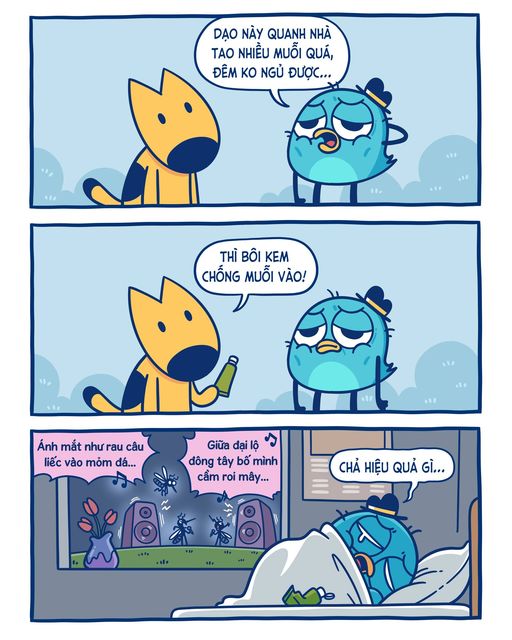 DẠO NÀY QUANH NHÀ
TAO NHIỀU MUỖI QUÁ,
ĐÊM KO NGỦ ĐƯỢC...
THÌ BÔI KEM
CHỐNG MUỖI VÀO!
Ánh mắt như rau câu
liếc vào mỏm đá...
Giữa đại lộ
đông tây bố mình
cầm roi mây...
CHẢ HIỆU QUẢ GÌ...